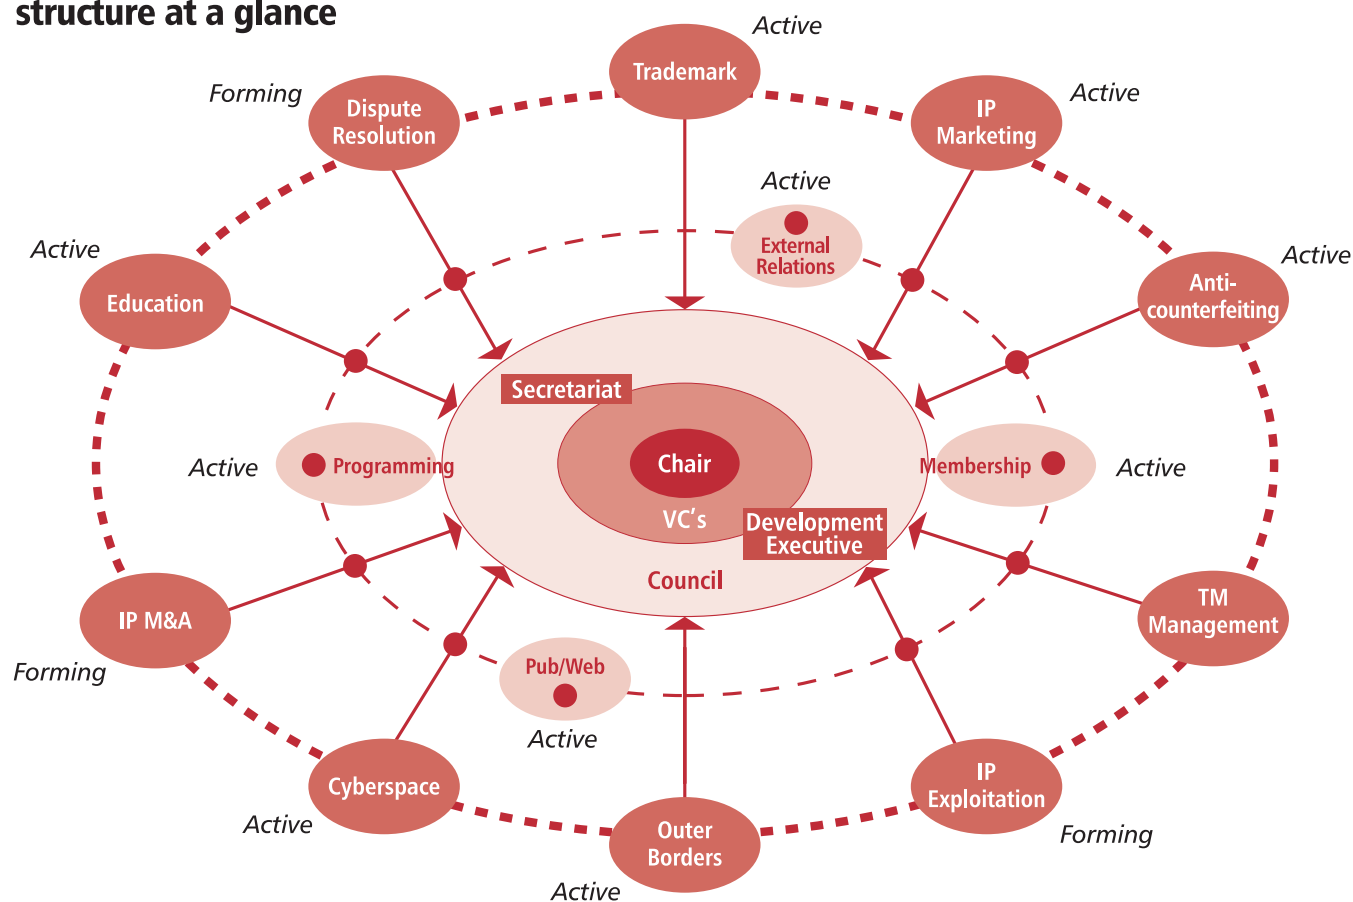 structure at a glance
Active
Trademark
Forming
Dispute
Resolution
Active
IP
Marketing
Active
External
Relations
Active
Education
Active
Anti-
counterfeiting
Secretariat
Active
Programming
Chair
Membership
Active
VC‘s
Development
Executive
Council
IP M&A
Forming
TM
Management
Pub/Web
Active
Cyberspace
Active
IP
Exploitation
Forming
Outer
Borders
Active